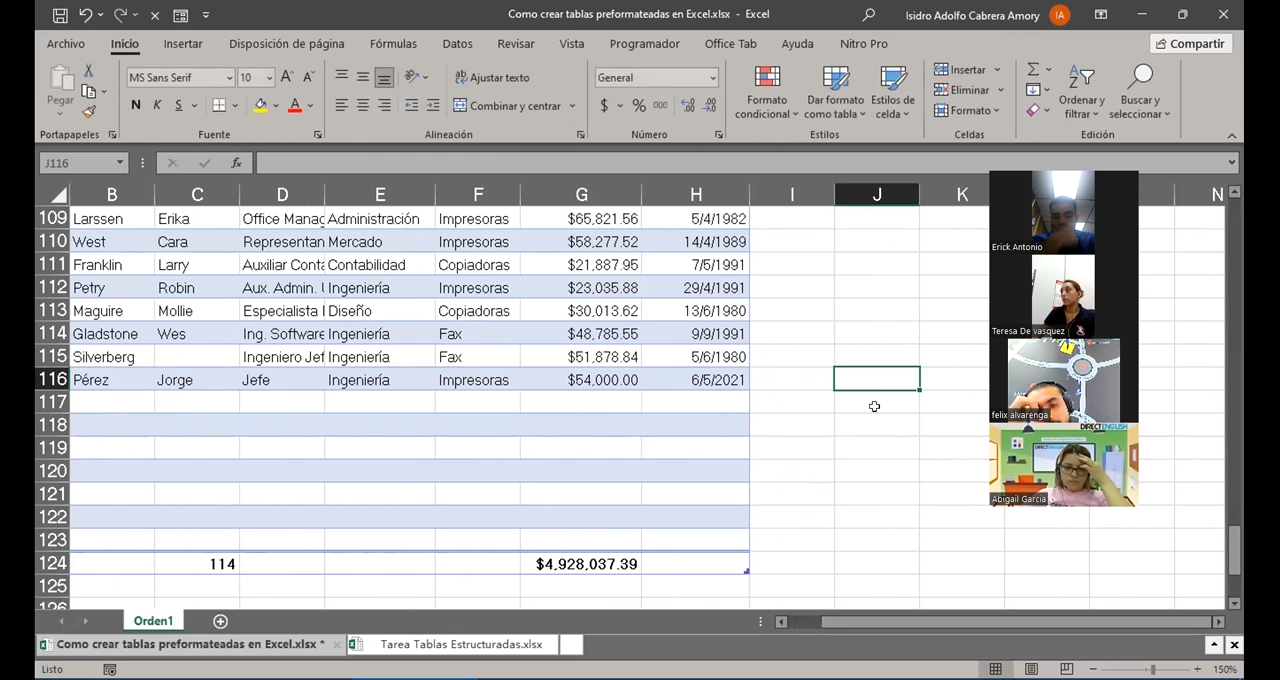 Como crear tablas preformateadas en Excel.xlsx - Excel
Isidro Adolfo Cabrera Amory
IA
Archivo Inicio Insertar Disposición de página Fórmulas Datos Revisar Vista Programador Office Tab Ayuda Nitro Pro
Compartir
Pegar
MS Sans Serif 10
N K S
Ajustar texto
Combinar y centrar
General
$ % 000
Formato condicional
Dar formato como tabla
Estilos de celda
Insertar
Eliminar
Formato
Ordenar y filtrar
Buscar y seleccionar
Portapapeles Fuente Alineación Número Estilos Celdas Edición
J116
fx
B C D E F G H I J K N
109 Larssen Erika Office Manag Administración Impresoras $65,821.56 5/4/1982
110 West Cara Representan Mercado Impresoras $58,277.52 14/4/1989
111 Franklin Larry Auxiliar Conta Contabilidad Copiadoras $21,887.95 7/5/1991
112 Petry Robin Aux. Admin. Ingeniería Impresoras $23,035.88 29/4/1991
113 Maguire Mollie Especialista Diseño Copiadoras $30,013.62 13/6/1980
114 Gladstone Wes Ing. Software Ingeniería Fax $48,785.55 9/9/1991
115 Silverberg Ingeniero Jef Ingeniería Fax $51,878.84 5/6/1980
116 Pérez Jorge Jefe Ingeniería Impresoras $54,000.00 6/5/2021
117
118
119
120
121
122
123
124 114 $4,928,037.39
125
126
Erick Antonio
Teresa De vasquez
felix alvarenga
DIRECTENGLISH
Abigail García
Orden1
Como crear tablas preformateadas en Excel.xlsx *
Tarea Tablas Estructuradas.xlsx
Listo
150%